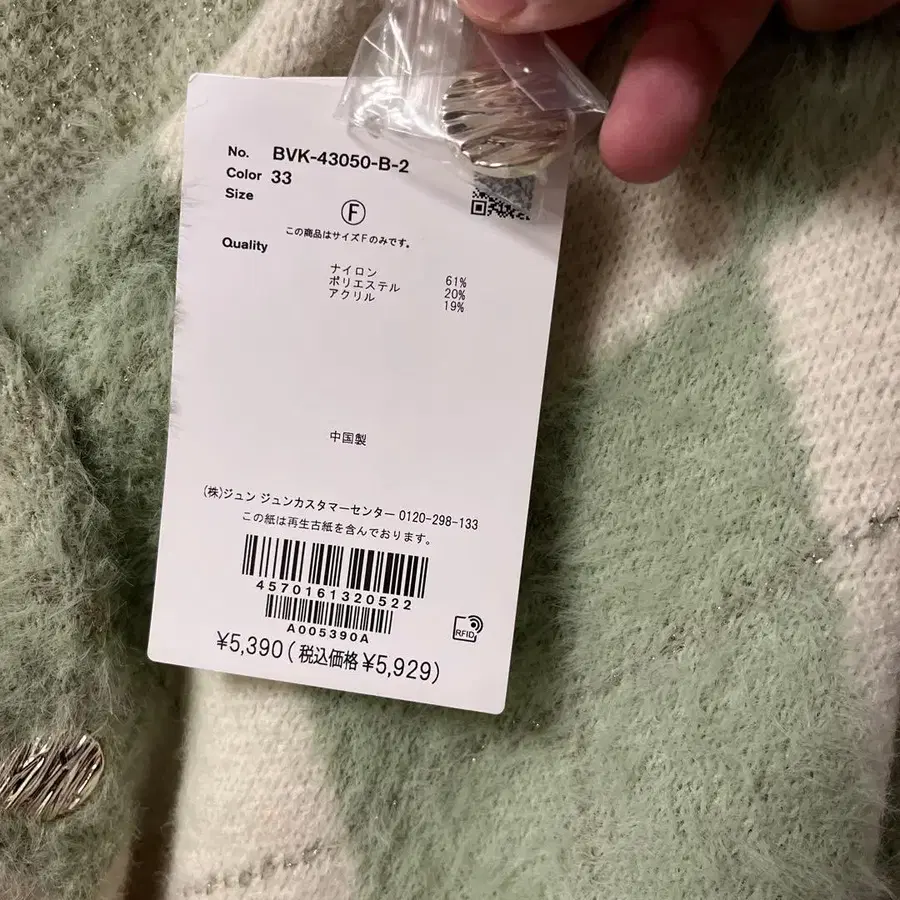 No. BVK-43050-B-2
Color 33
Size
Ⓕ
この商品はサイズFのみです。
Quality
ナイロン 61%
ポリエステル 20%
アクリル 19%
中国製
(株)ジュン ジュンカスタマーセンター 0120-298-133
この紙は再生古紙を含んでおります。
4570161320522
A005390A
RFID
¥5,390(税込価格¥5,929)